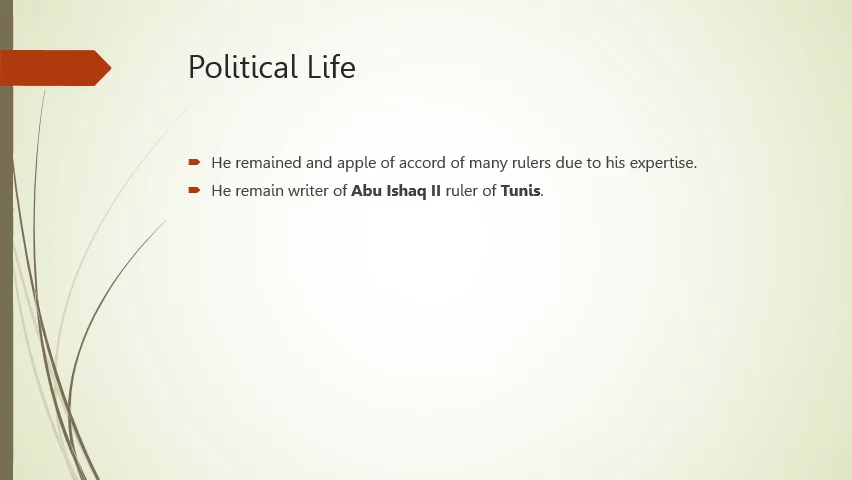 Political Life
He remained and apple of accord of many rulers due to his expertise.
He remain writer of Abu Ishaq II ruler of Tunis.